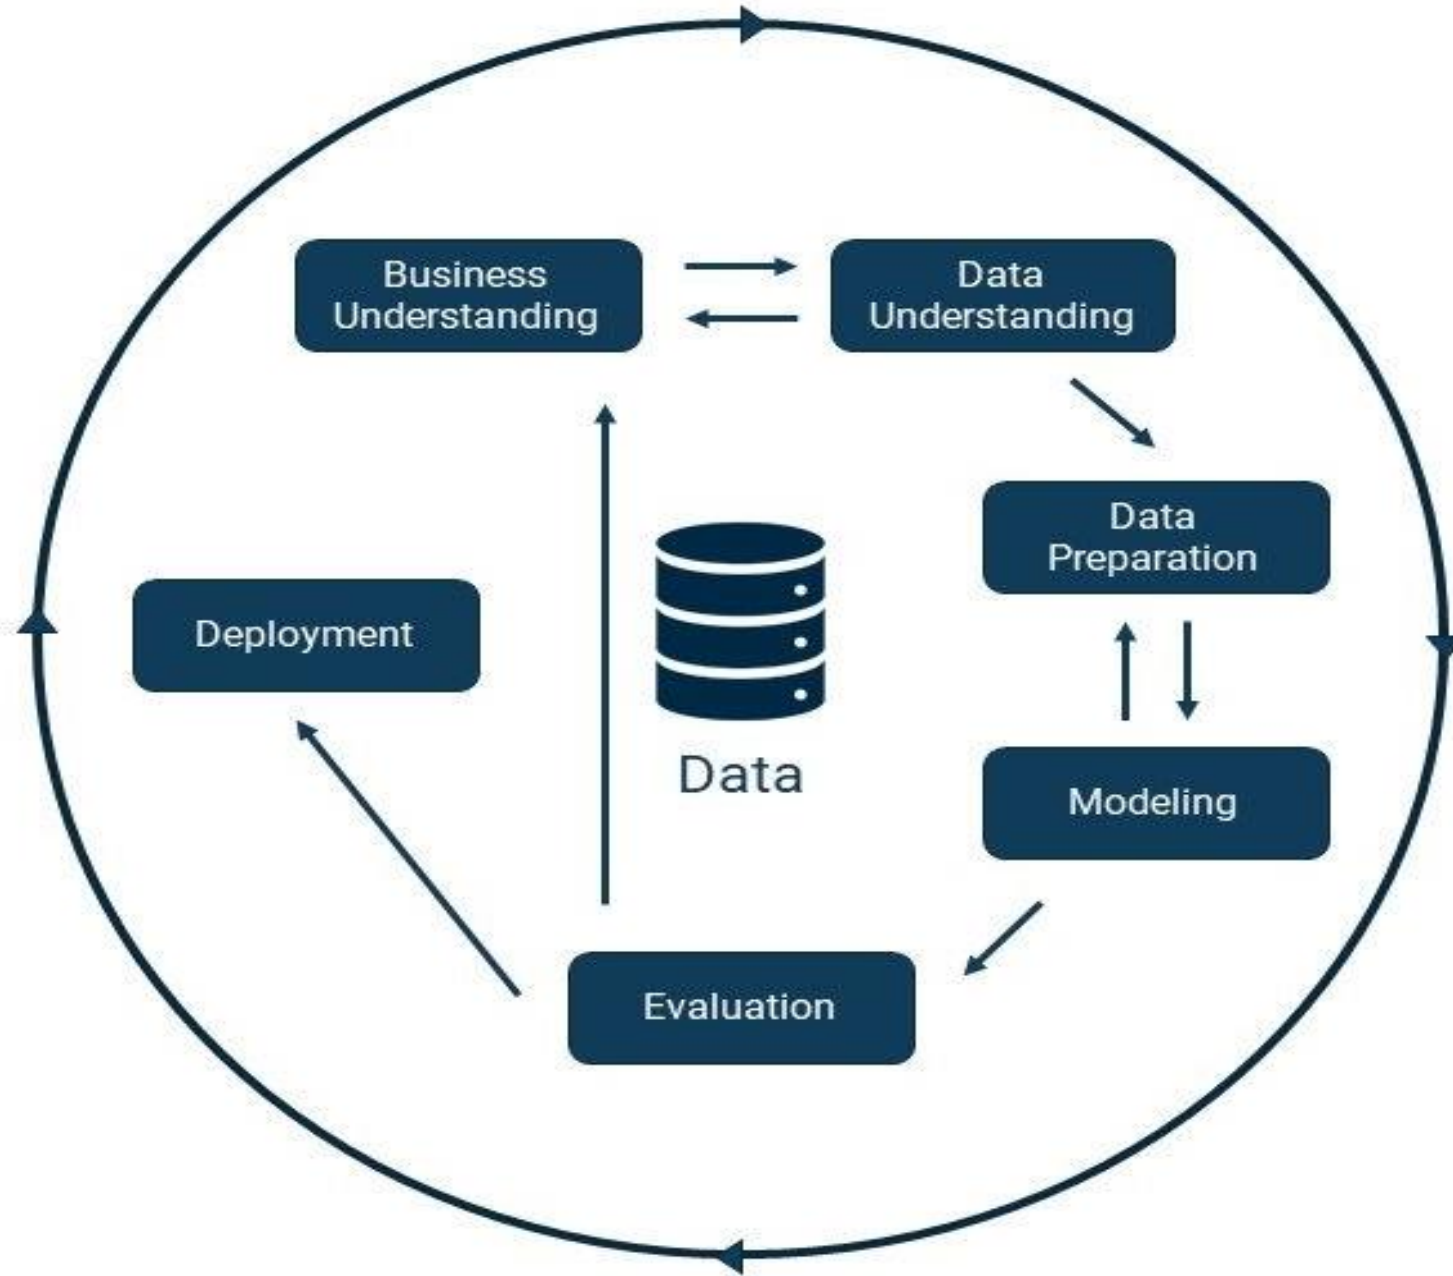 Business
Understanding
Data
Understanding
Data
Preparation
Deployment
Data
Modeling
Evaluation